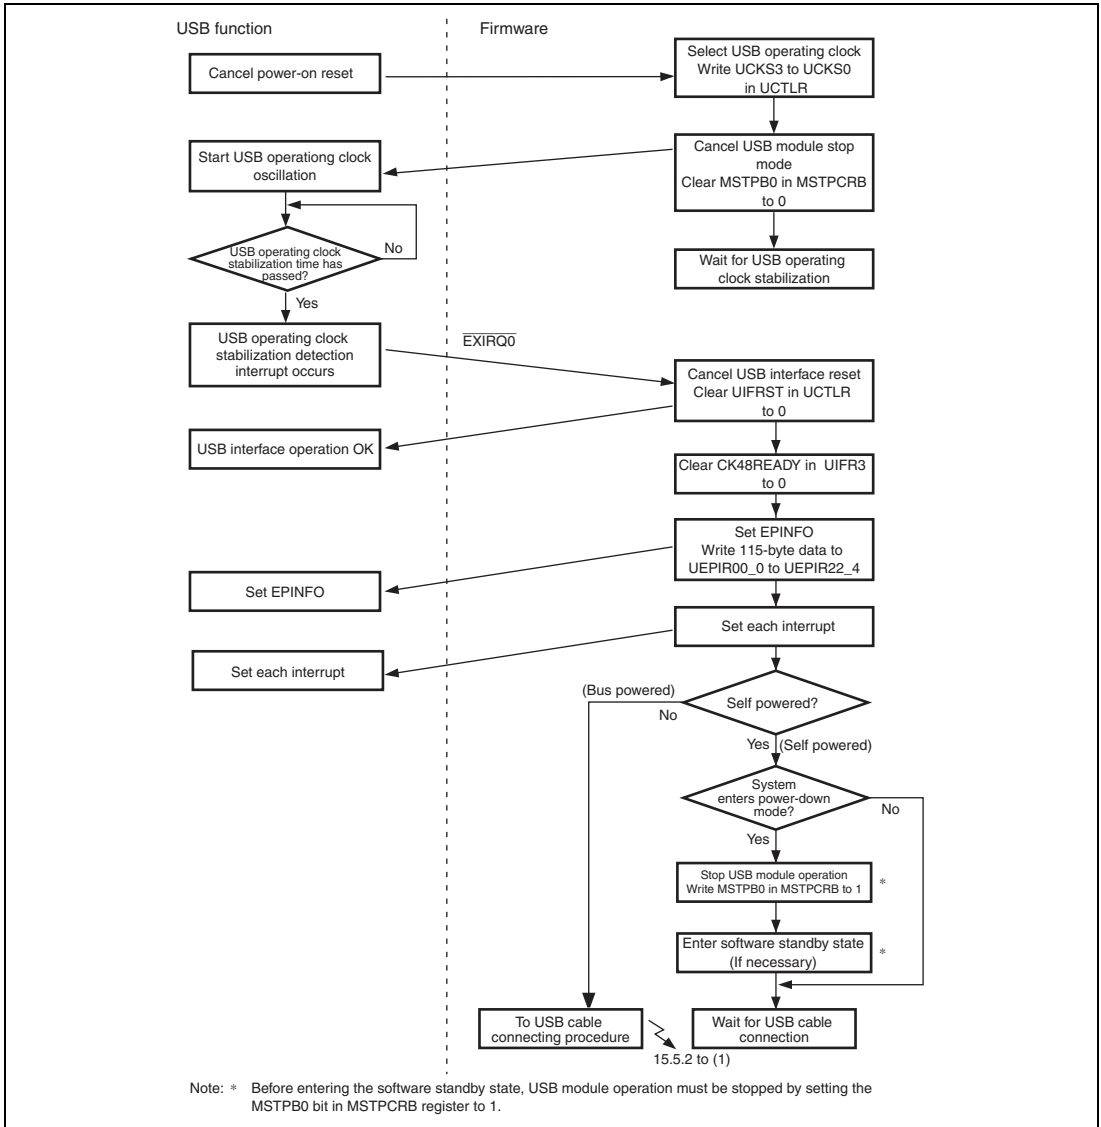 USB function
Firmware
Cancel power-on reset
Select USB operating clock
Write UCKS3 to UCKS0
in UCTLR
Start USB operationg clock
oscillation
Cancel USB module stop
mode
Clear MSTPB0 in MSTPCRB
to 0
USB operating clock
stabilization time has
passed?
No
Yes
Wait for USB operating
clock stabilization
USB operating clock
stabilization detection
interrupt occurs
EXIRQ0
Cancel USB interface reset
Clear UIFRST in UCTLR
to 0
USB interface operation OK
Clear CK48READY in UIFR3
to 0
Set EPINFO
Write 115-byte data to
UEPIR00_0 to UEPIR22_4
Set EPINFO
Set each interrupt
Set each interrupt
(Bus powered)
No
Self powered?
Yes (Self powered)
System
enters power-down
mode?
No
Yes
Stop USB module operation
Write MSTPB0 in MSTPCRB to 1
*
Enter software standby state
(If necessary)
*
To USB cable
connecting procedure
Wait for USB cable
connection
15.5.2 to (1)
Note: * Before entering the software standby state, USB module operation must be stopped by setting the
MSTPB0 bit in MSTPCRB register to 1.